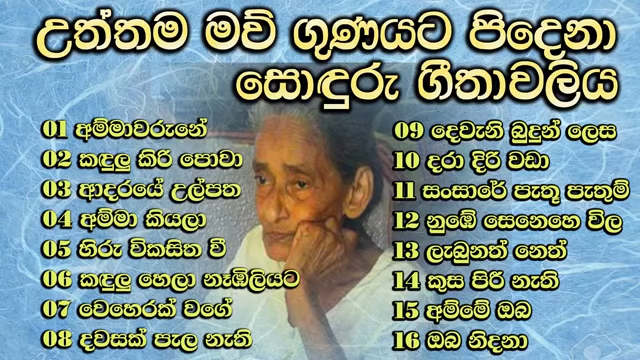 උත්තම මව් ගුණයට පිදෙනා
සොඳුරු ගීතාවලිය
01 අම්මාවරුනේ
02 කඳුලු කිරි පොවා
03 ආදරයේ උල්පත
04 අම්මා කියලා
05 හිරු විකසිත වී
06 කඳුලු හෙලා නෑඹිලියට
07 වෙහෙරක් වගේ
08 දවසක් පැල නැති
09 දෙවැනි බුදුන් ලෙස
10 දරා දිරි වඩා
11 සංසාරේ පැතූ පැතුම්
12 නුඹේ සෙනෙහෙ විල
13 ලැබුනත් නෙත්
14 කුස පිරී නැති
15 අම්මේ ඔබ
16 ඔබ නිදනා